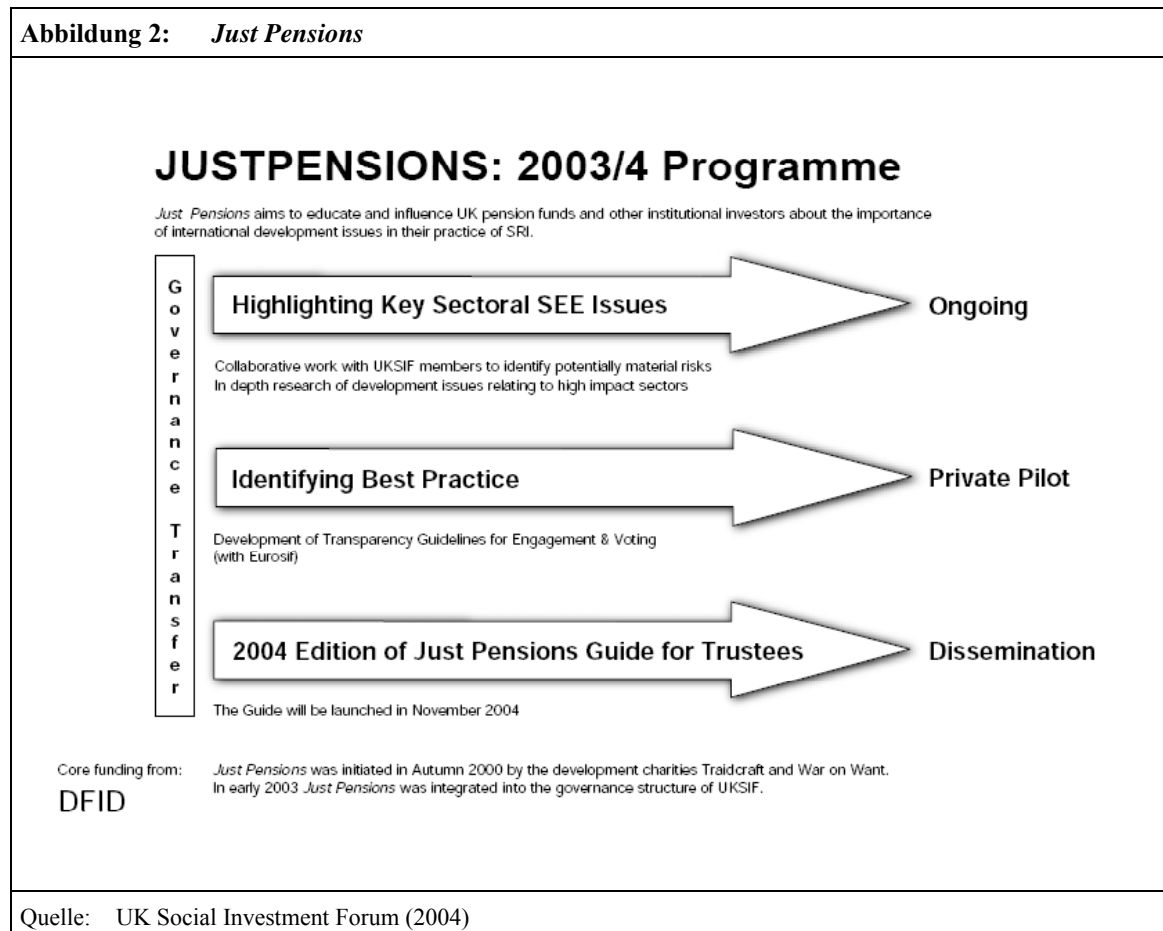 Abbildung 2: Just Pensions
JUSTPENSIONS: 2003/4 Programme
Just Pensions aims to educate and influence UK pension funds and other institutional investors about the importance
of international development issues in their practice of SRI.
Governance Transfer
Highlighting Key Sectoral SEE Issues
Ongoing
Collaborative work with UKSIF members to identify potentially material risks
In depth research of development issues relating to high impact sectors
Identifying Best Practice
Private Pilot
Development of Transparency Guidelines for Engagement & Voting
(with Eurosif)
2004 Edition of Just Pensions Guide for Trustees
Dissemination
The Guide will be launched in November 2004
Core funding from:
DFID
Just Pensions was initiated in Autumn 2000 by the development charities Traidcraft and War on Want.
In early 2003 Just Pensions was integrated into the governance structure of UKSIF.
Quelle: UK Social Investment Forum (2004)